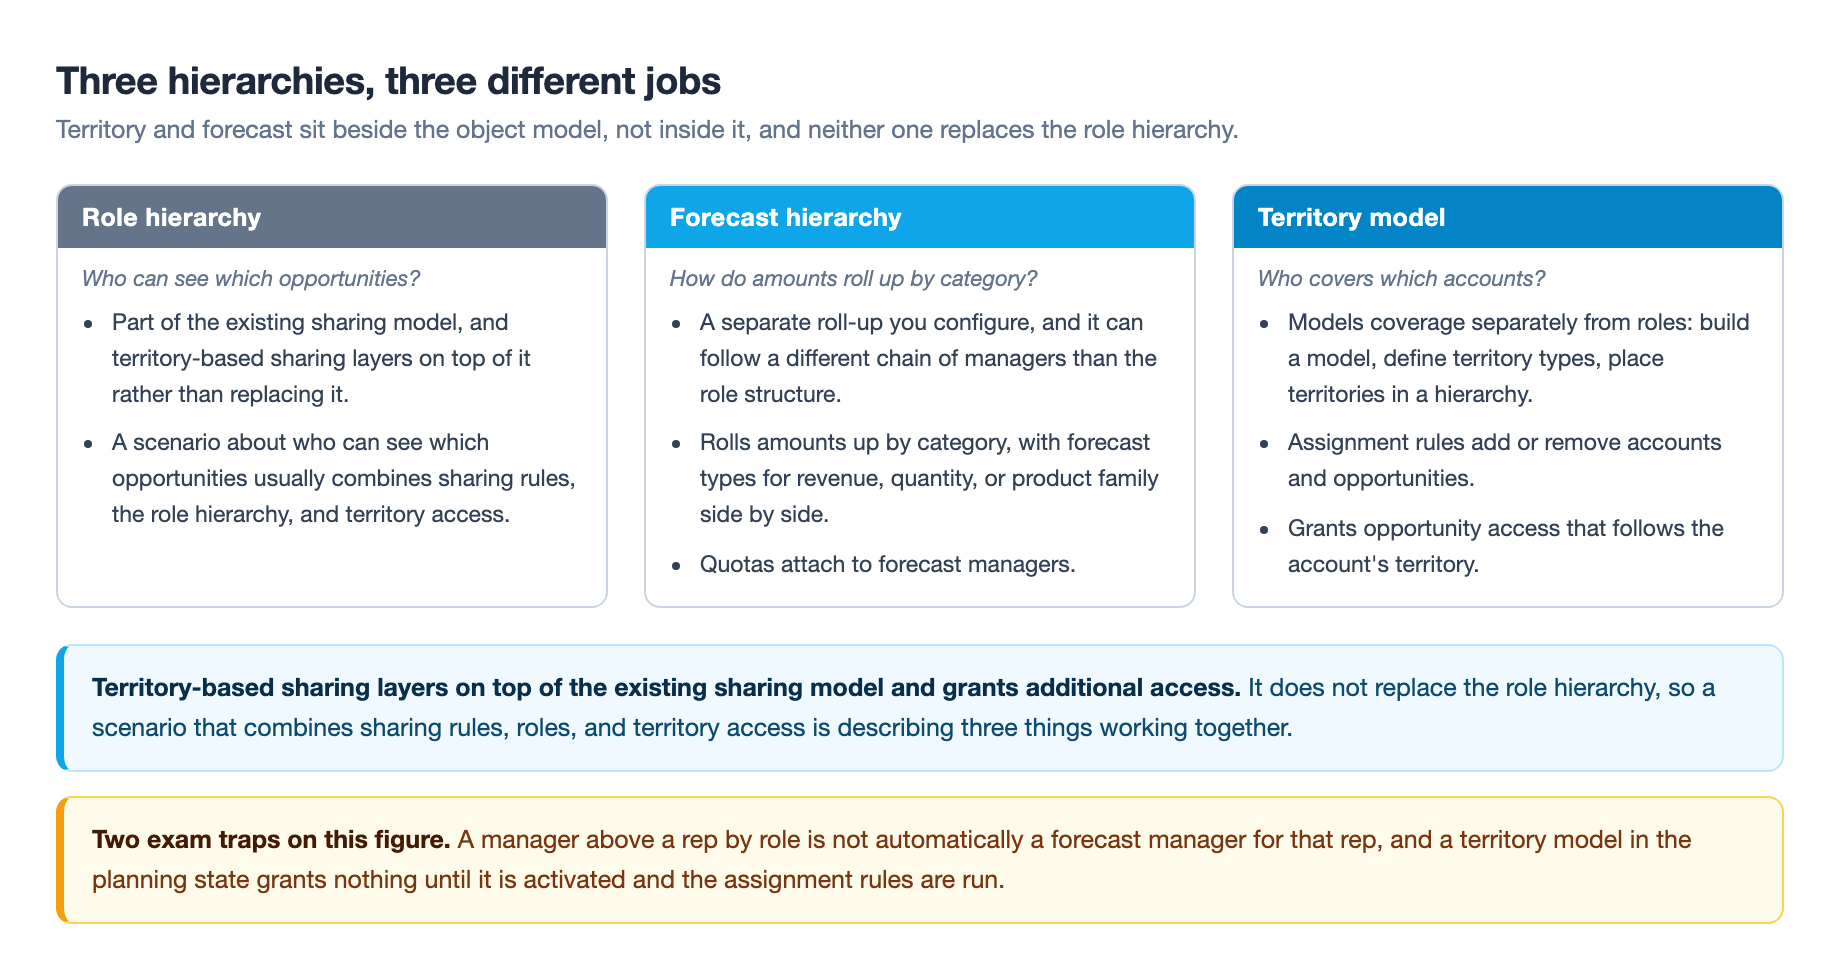 Three hierarchies, three different jobs
Territory and forecast sit beside the object model, not inside it, and neither one replaces the role hierarchy.
Role hierarchy
Who can see which opportunities?
• Part of the existing sharing model, and
territory-based sharing layers on top of it
rather than replacing it.
• A scenario about who can see which
opportunities usually combines sharing rules,
the role hierarchy, and territory access.
Forecast hierarchy
How do amounts roll up by category?
• A separate roll-up you configure, and it can
follow a different chain of managers than the
role structure.
• Rolls amounts up by category, with forecast
types for revenue, quantity, or product family
side by side.
• Quotas attach to forecast managers.
Territory model
Who covers which accounts?
• Models coverage separately from roles: build
a model, define territory types, place
territories in a hierarchy.
• Assignment rules add or remove accounts
and opportunities.
• Grants opportunity access that follows the
account's territory.
Territory-based sharing layers on top of the existing sharing model and grants additional access. It does not replace the role hierarchy, so a
scenario that combines sharing rules, roles, and territory access is describing three things working together.
Two exam traps on this figure. A manager above a rep by role is not automatically a forecast manager for that rep, and a territory model in the
planning state grants nothing until it is activated and the assignment rules are run.